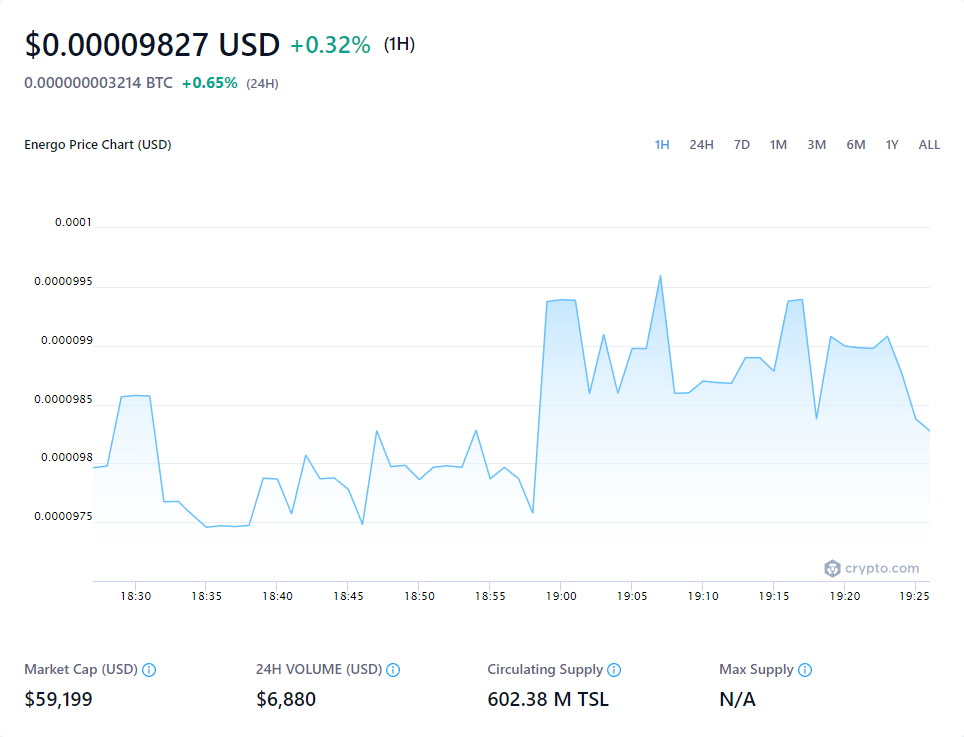 $0.00009827 USD +0.32% (1H)
0.000000003214 BTC +0.65% (24H)
Energo Price Chart (USD)
1H 24H 7D 1M 3M 6M 1Y ALL
0.0001
0.0000995
0.000099
0.0000985
0.000098
0.0000975
crypto.com
18:30 18:35 18:40 18:45 18:50 18:55 19:00 19:05 19:10 19:15 19:20 19:25
Market Cap (USD) 24H VOLUME (USD) Circulating Supply Max Supply
$59,199 $6,880 602.38 M TSL N/A